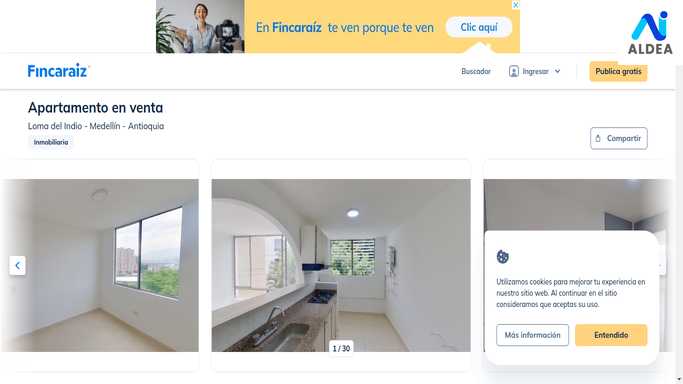 En Fincaraíz te ven porque te ven
Clic aquí
ALDEA
Fincaraiz
Buscador
Ingresar
Publica gratis
Apartamento en venta
Loma del Indio - Medellín - Antioquia
Inmobiliaria
Compartir
1 / 30
Utilizamos cookies para mejorar tu experiencia en
nuestro sitio web. Al continuar en el sitio
consideramos que aceptas su uso.
Más información
Entendido